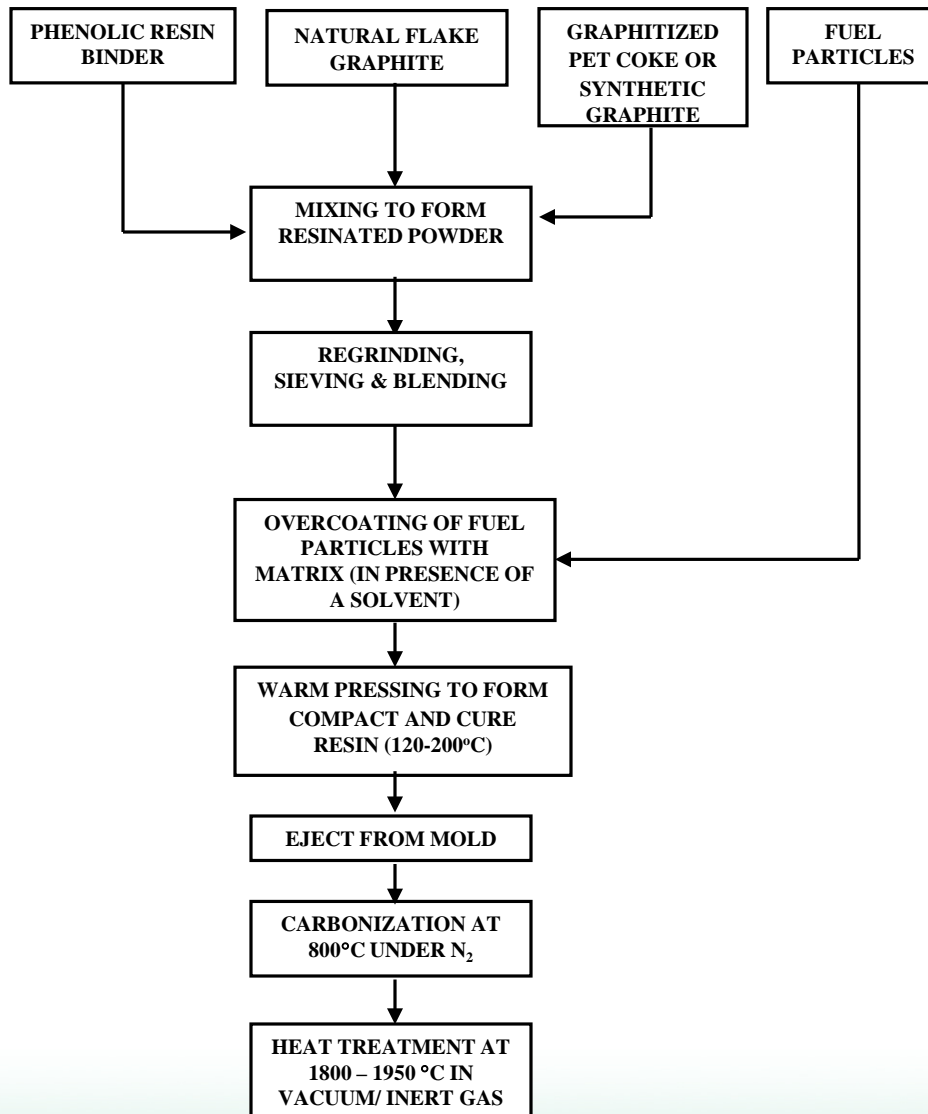 PHENOLIC RESIN
BINDER
NATURAL FLAKE
GRAPHITE
GRAPHITIZED
PET COKE OR
SYNTHETIC
GRAPHITE
FUEL
PARTICLES
MIXING TO FORM
RESINATED POWDER
REGRINDING,
SIEVING & BLENDING
OVERCOATING OF FUEL
PARTICLES WITH
MATRIX (IN PRESENCE OF
A SOLVENT)
WARM PRESSING TO FORM
COMPACT AND CURE
RESIN (120-200°C)
EJECT FROM MOLD
CARBONIZATION AT
800°C UNDER N₂
HEAT TREATMENT AT
1800 – 1950 °C IN
VACUUM/ INERT GAS